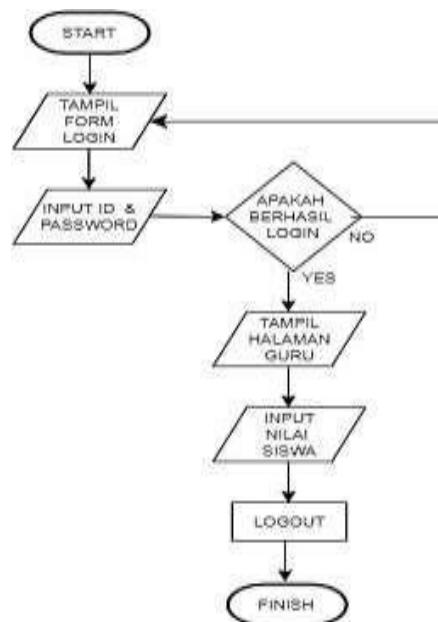 START
TAMPIL
FORM
LOGIN
INPUT ID &
PASSWORD
APAKAH
BERHASIL
LOGIN
NO
YES
TAMPIL
HALAMAN
GURU
INPUT
NILAI
SISWA
LOGOUT
FINISH